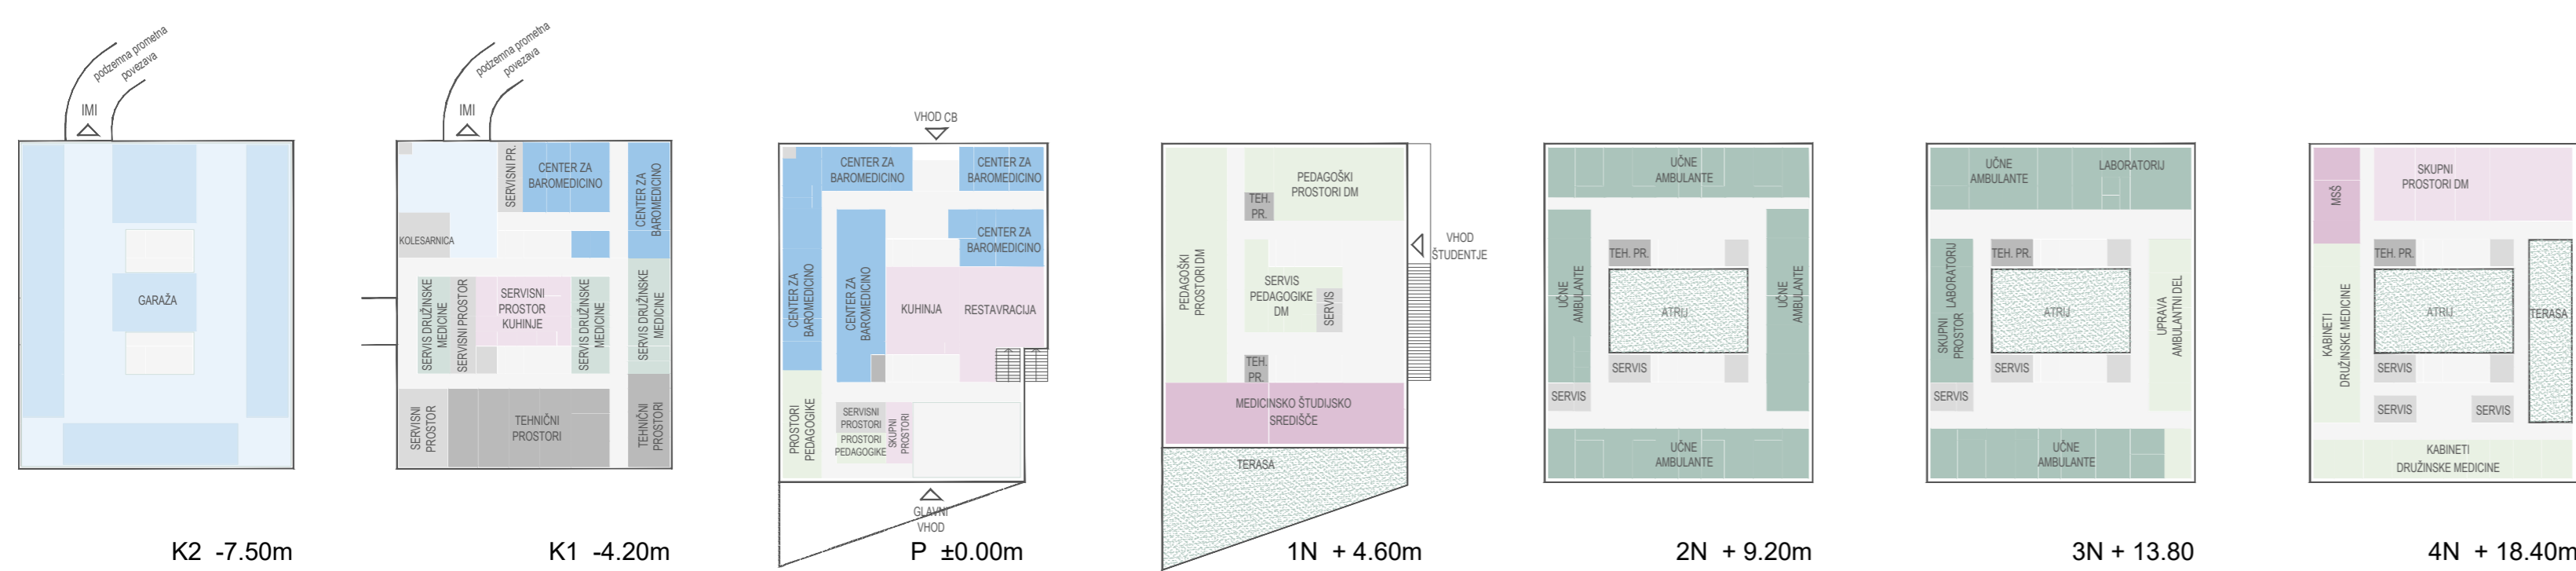 podzemna prometna
povezava
IMI
GARAŽA
K2 -7.50m
podzemna prometna
povezava
IMI
SERVISNI PR.
CENTER ZA
BAROMEDICINO
CENTER ZA
BAROMEDICINO
KOLESARNICA
SERVIS DRUŽINSKE
MEDICINE
SERVISNI PROSTOR
SERVISNI
PROSTOR
KUHINJE
SERVIS DRUŽINSKE
MEDICINE
SERVIS DRUŽINSKE
MEDICINE
SERVISNI
PROSTOR
TEHNIČNI
PROSTORI
TEHNIČNI
PROSTORI
K1 -4.20m
VHOD CB
CENTER ZA
BAROMEDICINO
CENTER ZA
BAROMEDICINO
CENTER ZA
BAROMEDICINO
CENTER ZA
BAROMEDICINO
CENTER ZA
BAROMEDICINO
KUHINJA
RESTAVRACIJA
PROSTORI
PEDAGOGIKE
SERVISNI
PROSTORI
PROSTORI
PEDAGOGIKE
SKUPNI
PROSTORI
GLAVNI
VHOD
P ±0.00m
PEDAGOŠKI
PROSTORI DM
PEDAGOŠKI
PROSTORI DM
TEH.
PR.
SERVIS
PEDAGOGIKE
DM
SERVIS
TEH.
PR.
MEDICINSKO ŠTUDIJSKO
SREDIŠČE
TERASA
VHOD
ŠTUDENTJE
1N + 4.60m
UČNE
AMBULANTE
UČNE
AMBULANTE
TEH. PR.
ATRIJ
UČNE
AMBULANTE
SERVIS
SERVIS
UČNE
AMBULANTE
2N + 9.20m
UČNE
AMBULANTE
LABORATORIJ
SKUPNI LABORATORIJ
PROSTOR
TEH. PR.
ATRIJ
UPRAVA
AMBULANTNI DEL
SERVIS
SERVIS
UČNE
AMBULANTE
3N + 13.80
MSŠ
SKUPNI
PROSTORI DM
TEH. PR.
ATRIJ
TERASA
KABINETI
DRUŽINSKE MEDICINE
SERVIS
SERVIS
SERVIS
KABINETI
DRUŽINSKE MEDICINE
4N + 18.40m